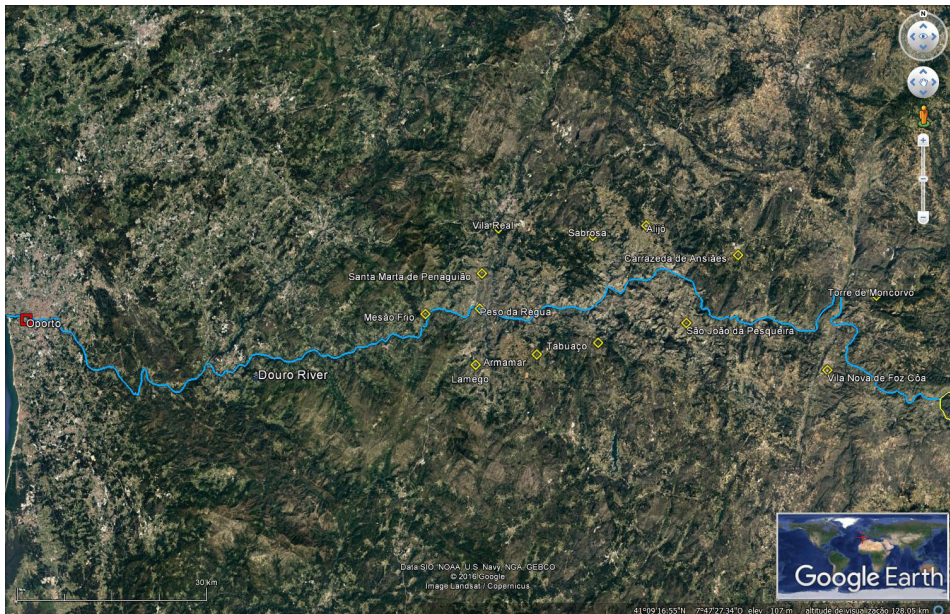 N
Vila Real
Alijó
Sabrosa
Carrazeda de Ansiães
Santa Marta de Penaguião
Torre de Moncorvo
Mesão Frio
Peso da Régua
Oporto
São João da Pesqueira
Tabuaço
Armamar
Douro River
Lamego
Vila Nova de Foz Côa
Data SIO, NOAA, U.S. Navy, NGA, GEBCO
© 2016 Google
Image Landsat / Copernicus
30 km
Google Earth
41°09'16.55"N 7°47'27.34"O elev 107 m altitude de visualização 128.05 km